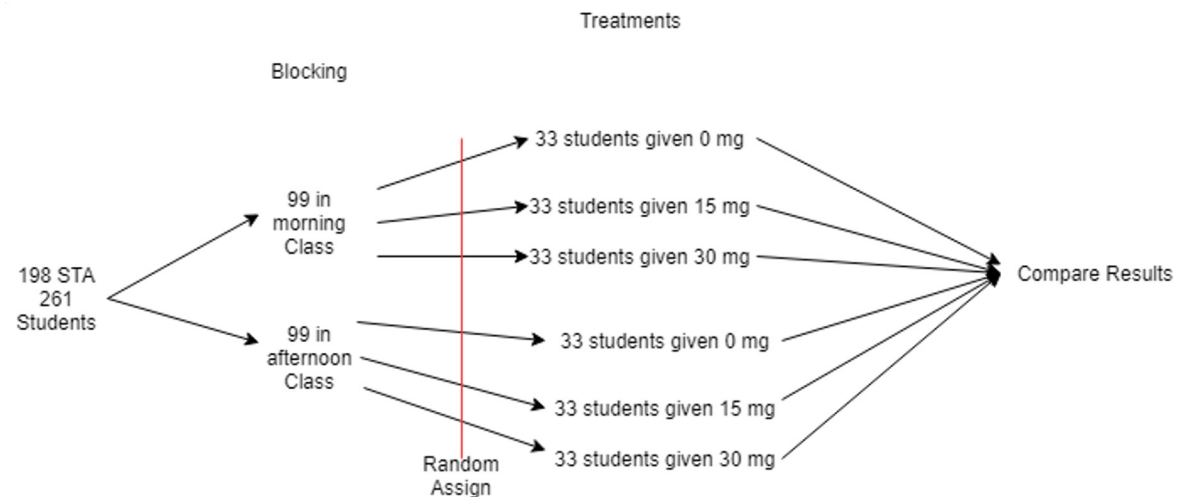 Treatments
Blocking
33 students given 0 mg
99 in
morning
Class
33 students given 15 mg
33 students given 30 mg
198 STA
261
Students
Compare Results
99 in
afternoon
Class
33 students given 0 mg
33 students given 15 mg
33 students given 30 mg
Random
Assign